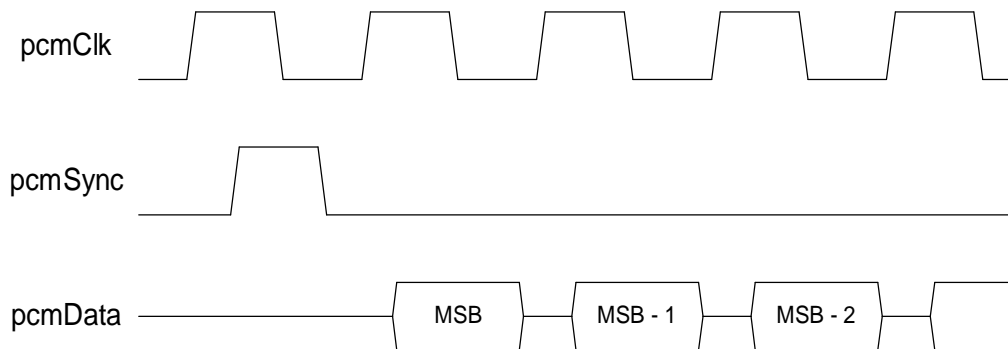 pcmClk
pcmSync
pcmData
MSB
MSB - 1
MSB - 2